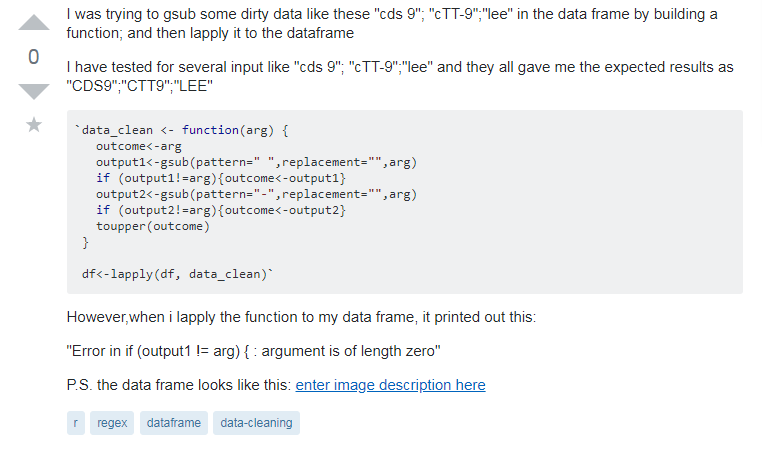 I was trying to gsub some dirty data like these "cds 9"; "cTT-9";"lee" in the data frame by building a
function; and then lapply it to the dataframe
0
I have tested for several input like "cds 9"; "cTT-9";"lee" and they all gave me the expected results as
"CDS9";"CTT9";"LEE"
`data_clean <- function(arg) {
  outcome<-arg
  output1<-gsub(pattern=" ",replacement="",arg)
  if (output1!=arg){outcome<-output1}
  output2<-gsub(pattern="-",replacement="",arg)
  if (output2!=arg){outcome<-output2}
  toupper(outcome)
}
df<-lapply(df, data_clean)`
However,when i lapply the function to my data frame, it printed out this:
"Error in if (output1 != arg) { : argument is of length zero"
P.S. the data frame looks like this: enter image description here
r regex dataframe data-cleaning